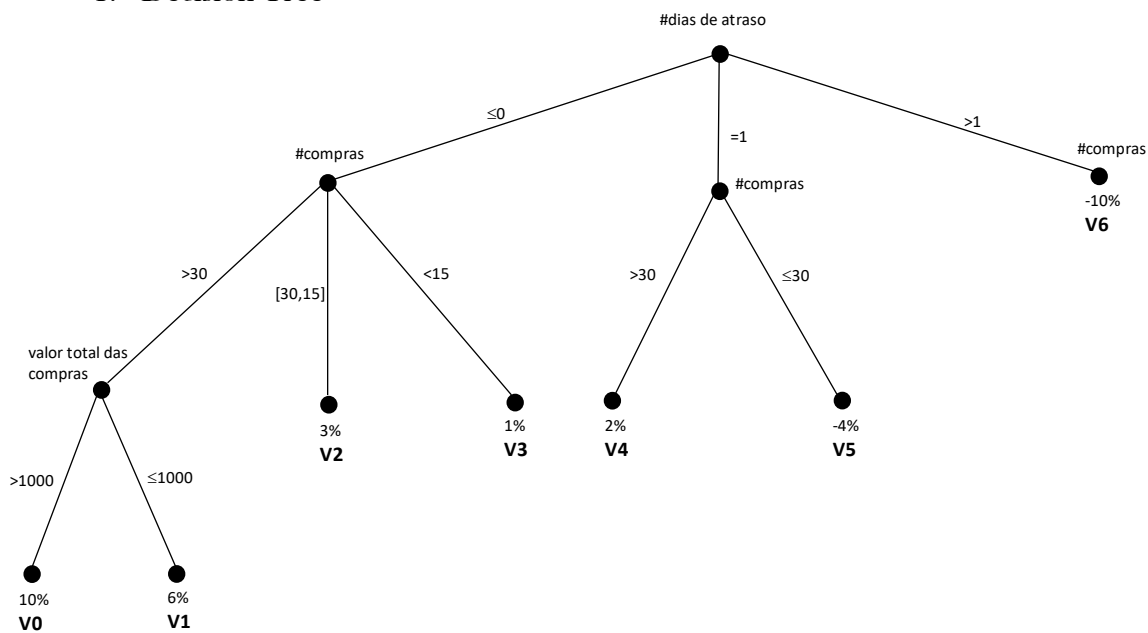 #dias de atraso
≤0
=1
>1
#compras
#compras
#compras
-10%
V6
>30
[30,15]
<15
>30
≤30
valor total das
compras
3%
V2
1%
V3
2%
V4
-4%
V5
>1000
≤1000
10%
V0
6%
V1